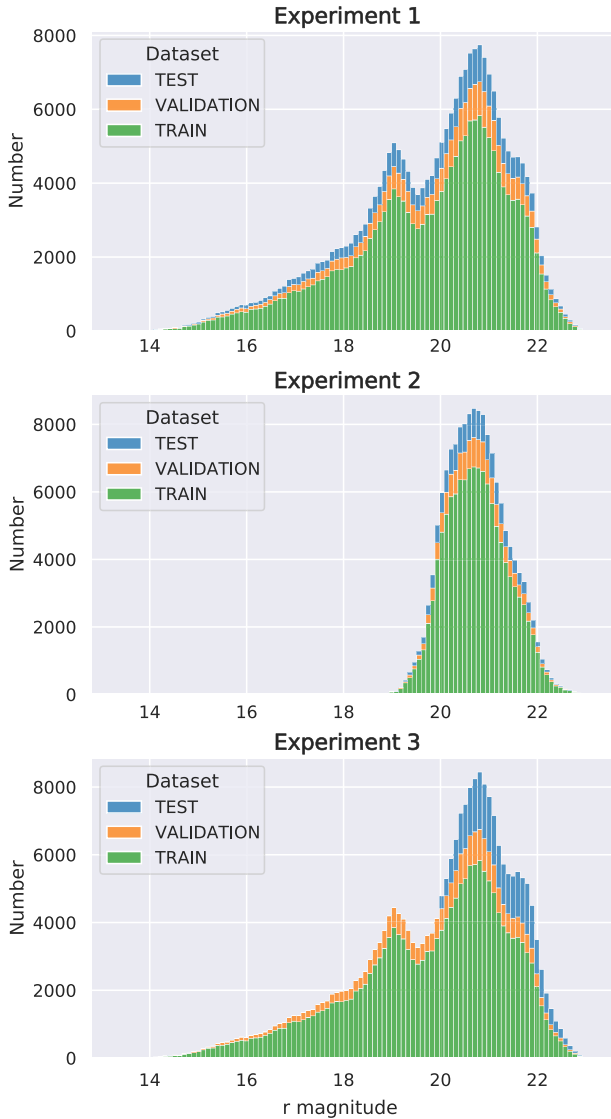 Experiment 1
8000
6000
4000
2000
0
Number
Dataset
TEST
VALIDATION
TRAIN
14 16 18 20 22
Experiment 2
8000
6000
4000
2000
0
Number
Dataset
TEST
VALIDATION
TRAIN
14 16 18 20 22
Experiment 3
8000
6000
4000
2000
0
Number
Dataset
TEST
VALIDATION
TRAIN
14 16 18 20 22
r magnitude